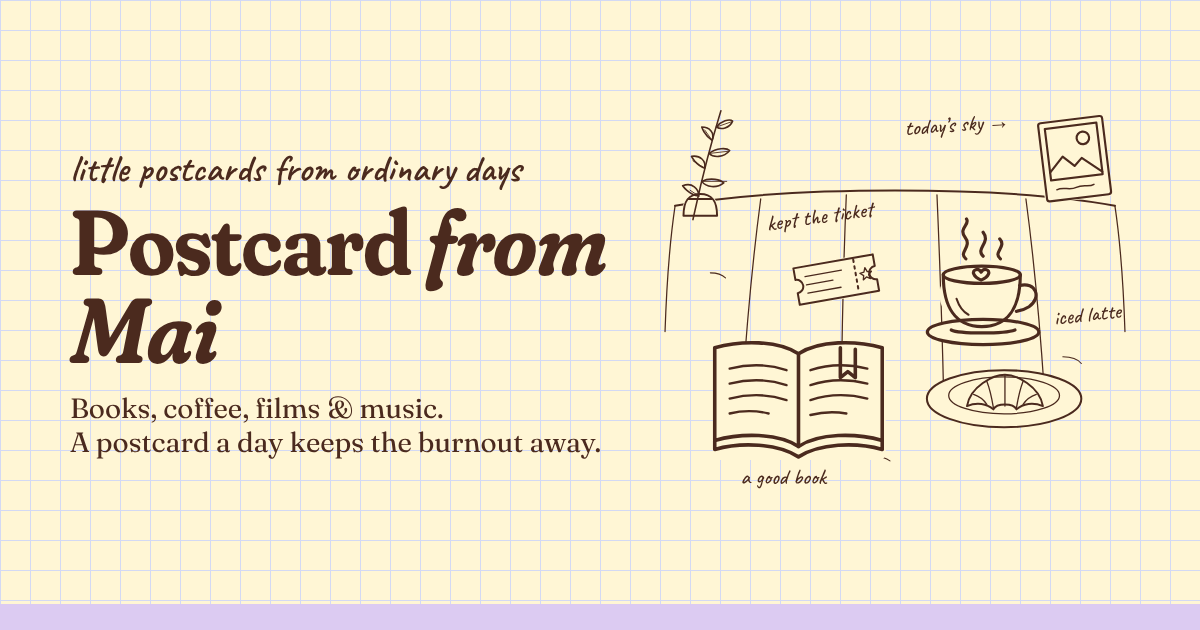 little postcards from ordinary days
Postcard from
Mai
Books, coffee, films & music.
A postcard a day keeps the burnout away.
today's sky →
kept the ticket
iced latte
a good book